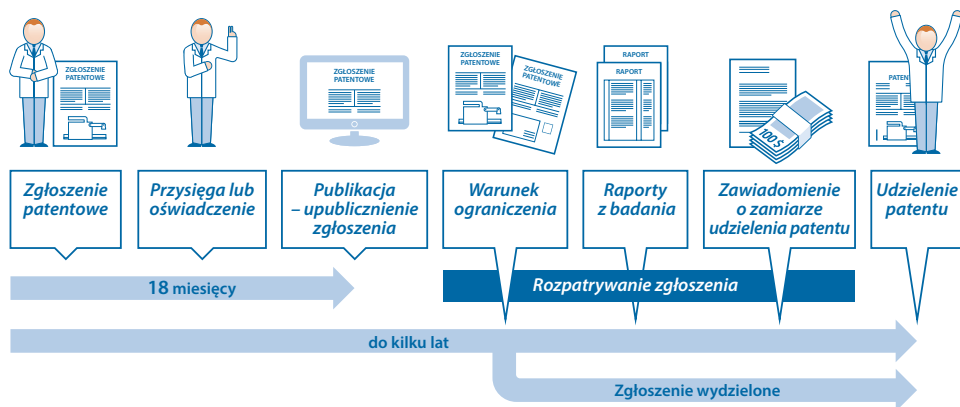 ZGŁOSZENIE
PATENTOWE
ZGŁOSZENIE
PATENTOWE
ZGŁOSZENIE
PATENTOWE
ZGŁOSZENIE
PATENTOWE
RAPORT
RAPORT
100 $
PATEN
Zgłoszenie
patentowe
Przysięga lub
oświadczenie
Publikacja
– upublicznienie
zgłoszenia
Warunek
ograniczenia
Raporty
z badania
Zawiadomienie
o zamiarze
udzielenia patentu
Udzielenie
patentu
18 miesięcy
Rozpatrywanie zgłoszenia
do kilku lat
Zgłoszenie wydzielone